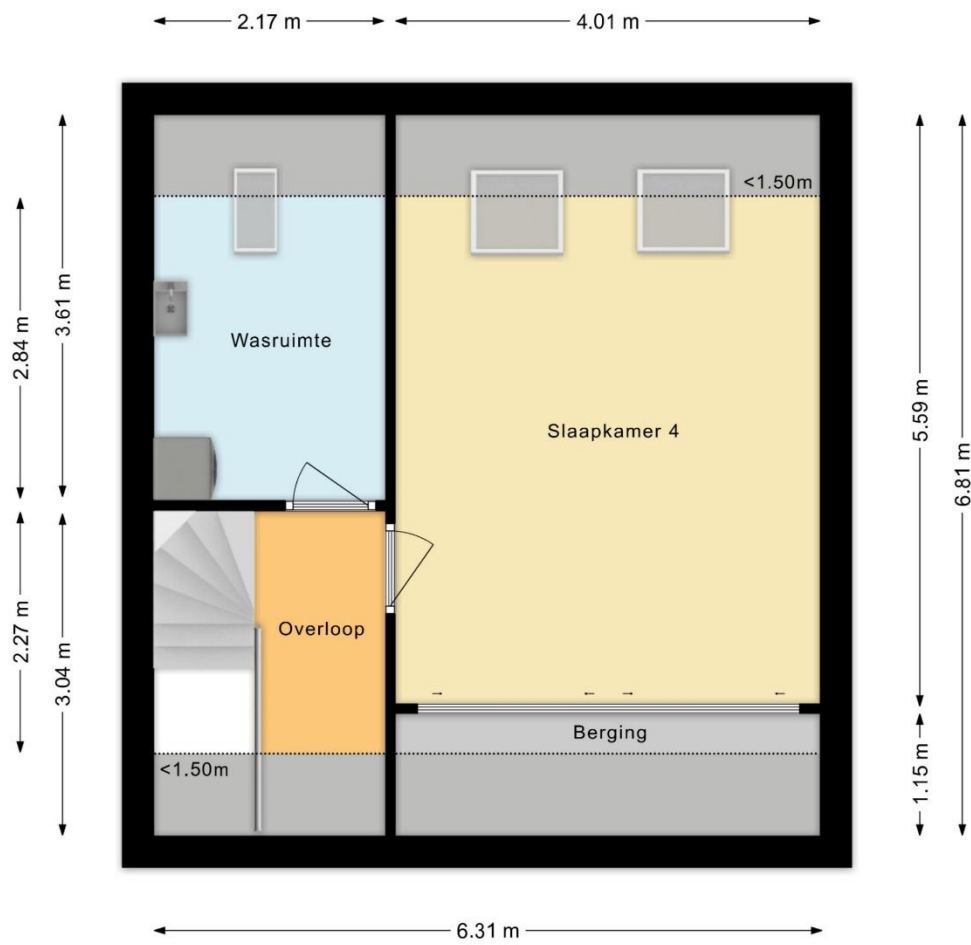 2.17 m
4.01 m
<1.50m
2.84 m
3.61 m
Wasruimte
Slaapkamer 4
5.59 m
6.81 m
2.27 m
3.04 m
Overloop
Berging
<1.50m
1.15 m
6.31 m